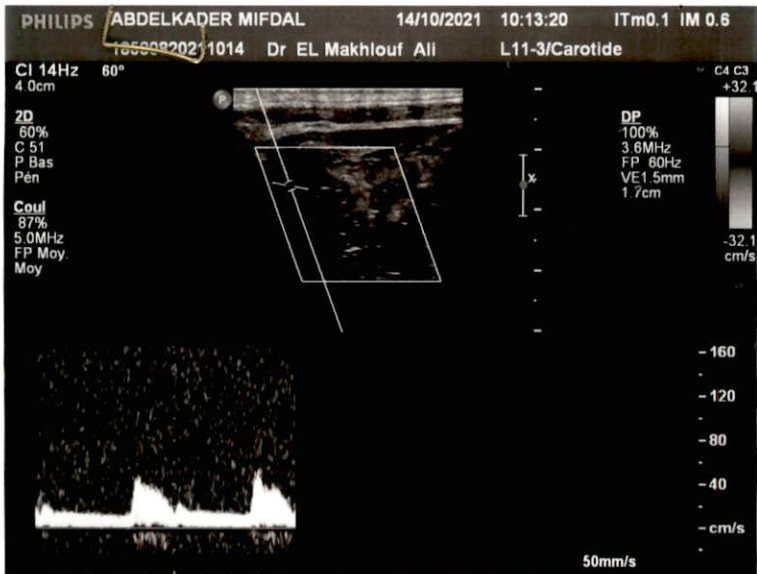 PHILIPS ABDELKADER MIFDAL 14/10/2021 10:13:20 ITm0.1 IM 0.6
Dr EL Makhlouf Ali L11-3/Carotide
CI 14Hz 60°
4.0cm
2D
60%
C 51
P Bas
Pén
Coul
87%
5.0MHz
FP Moy.
Moy
P
x
DP
100%
3.6MHz
FP 60Hz
VE1.5mm
1.7cm
C4 C3
+32.1
-32.1
cm/s
160
120
80
40
cm/s
50mm/s